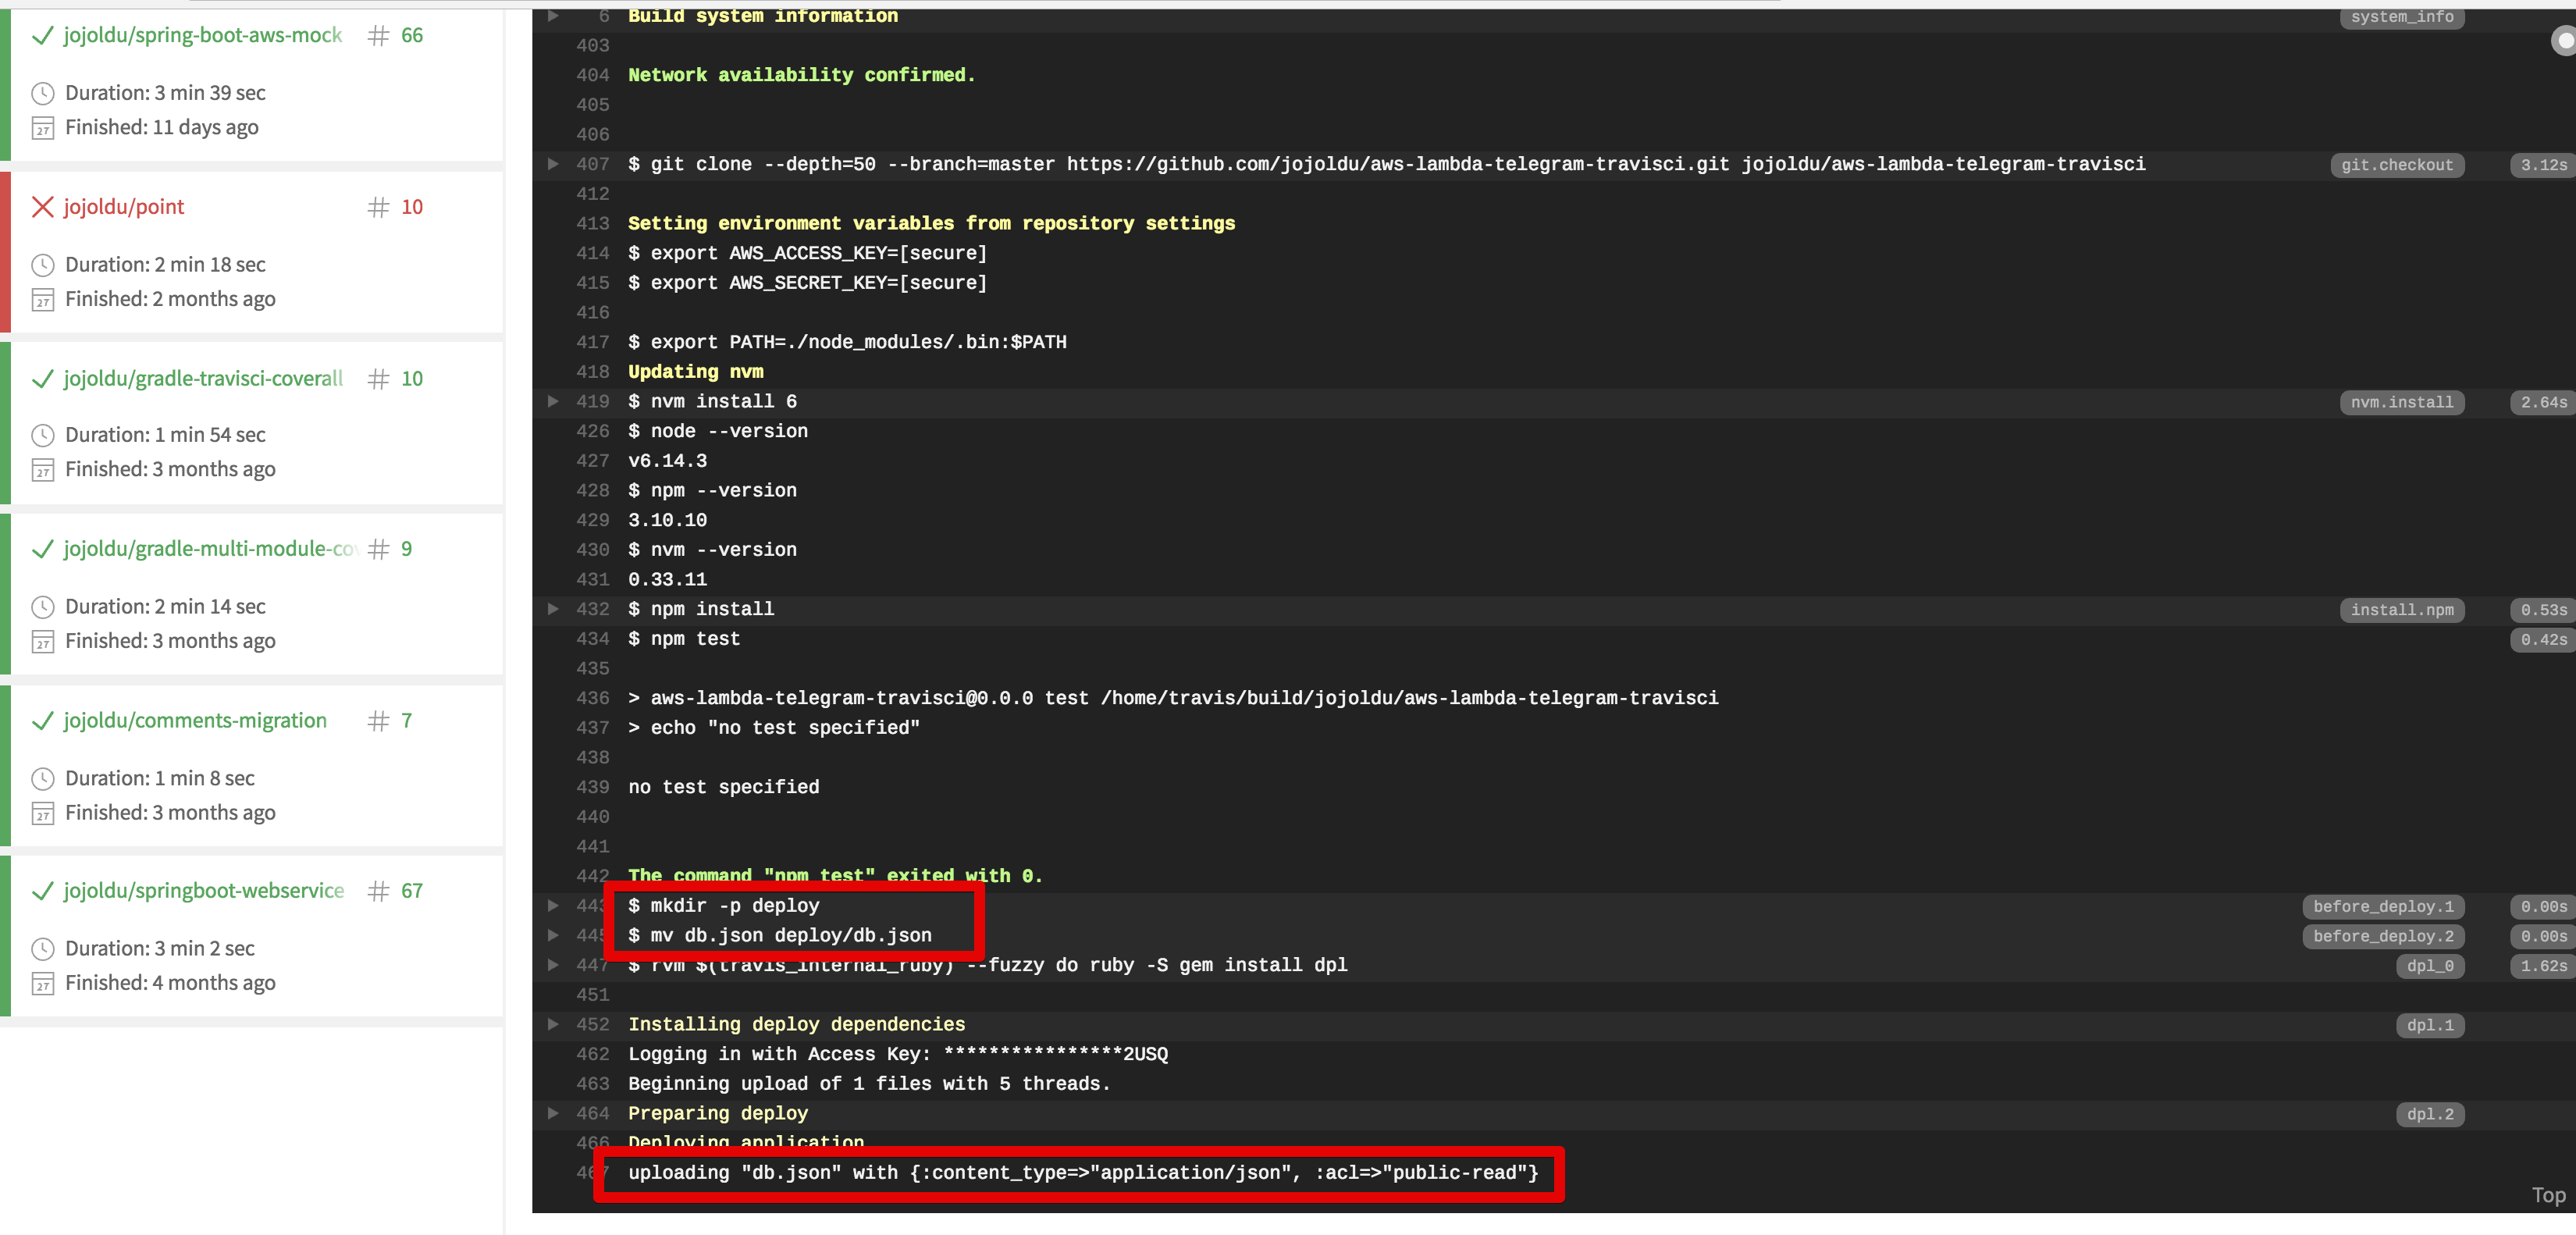 jojoldu/spring-boot-aws-mock # 66
Duration: 3 min 39 sec
27 Finished: 11 days ago
jojoldu/point # 10
Duration: 2 min 18 sec
27 Finished: 2 months ago
jojoldu/gradle-travisci-coverall # 10
Duration: 1 min 54 sec
27 Finished: 3 months ago
jojoldu/gradle-multi-module-cov # 9
Duration: 2 min 14 sec
27 Finished: 3 months ago
jojoldu/comments-migration # 7
Duration: 1 min 8 sec
27 Finished: 3 months ago
jojoldu/springboot-webservice # 67
Duration: 3 min 2 sec
27 Finished: 4 months ago
6 Build system information system_info
403
404 Network availability confirmed.
405
406
407 $ git clone --depth=50 --branch=master https://github.com/jojoldu/aws-lambda-telegram-travisci.git jojoldu/aws-lambda-telegram-travisci git.checkout 3.12s
412
413 Setting environment variables from repository settings
414 $ export AWS_ACCESS_KEY=[secure]
415 $ export AWS_SECRET_KEY=[secure]
416
417 $ export PATH=./node_modules/.bin:$PATH
418 Updating nvm
419 $ nvm install 6 nvm.install 2.64s
426 $ node --version
427 v6.14.3
428 $ npm --version
429 3.10.10
430 $ nvm --version
431 0.33.11
432 $ npm install install.npm 0.53s
434 $ npm test 0.42s
435
436 > aws-lambda-telegram-travisci@0.0.0 test /home/travis/build/jojoldu/aws-lambda-telegram-travisci
437 > echo "no test specified"
438
439 no test specified
440
441
442 The command "npm test" exited with 0.
443 $ mkdir -p deploy before_deploy.1 0.00s
445 $ mv db.json deploy/db.json before_deploy.2 0.00s
447 $ rvm $(travis_internal_ruby) --fuzzy do ruby -S gem install dpl dpl_0 1.62s
451
452 Installing deploy dependencies dpl.1
462 Logging in with Access Key: ****************2USQ
463 Beginning upload of 1 files with 5 threads.
464 Preparing deploy dpl.2
466 Deploying application
467 uploading "db.json" with {:content_type=>"application/json", :acl=>"public-read"}
Top